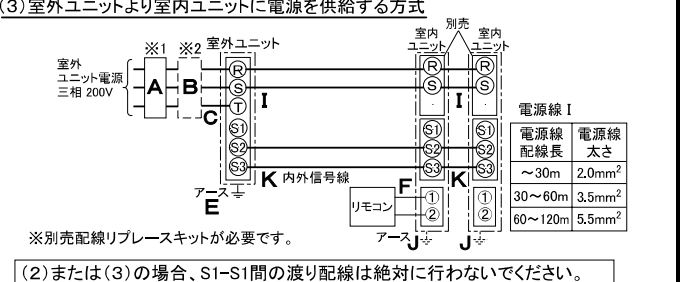 (3)室外ユニットより室内ユニットに電源を供給する方式
別売
※1 ※2 室外ユニット 室内ユニット 室内ユニット
室外
ユニット電源
三相 200V
A B C
R S T S1 S2 S3
I
R S S1 S2 S3
I
R S S1 S2 S3
K 内外信号線
K
アース
E
F
リモコン
① ②
① ②
アース J
J
電源線 I
電源線配線長 電源線太さ
~30m 2.0mm²
30~60m 3.5mm²
60~120m 5.5mm²
※別売配線リプレースキットが必要です。
(2)または(3)の場合、S1-S1間の渡り配線は絶対に行わないでください。